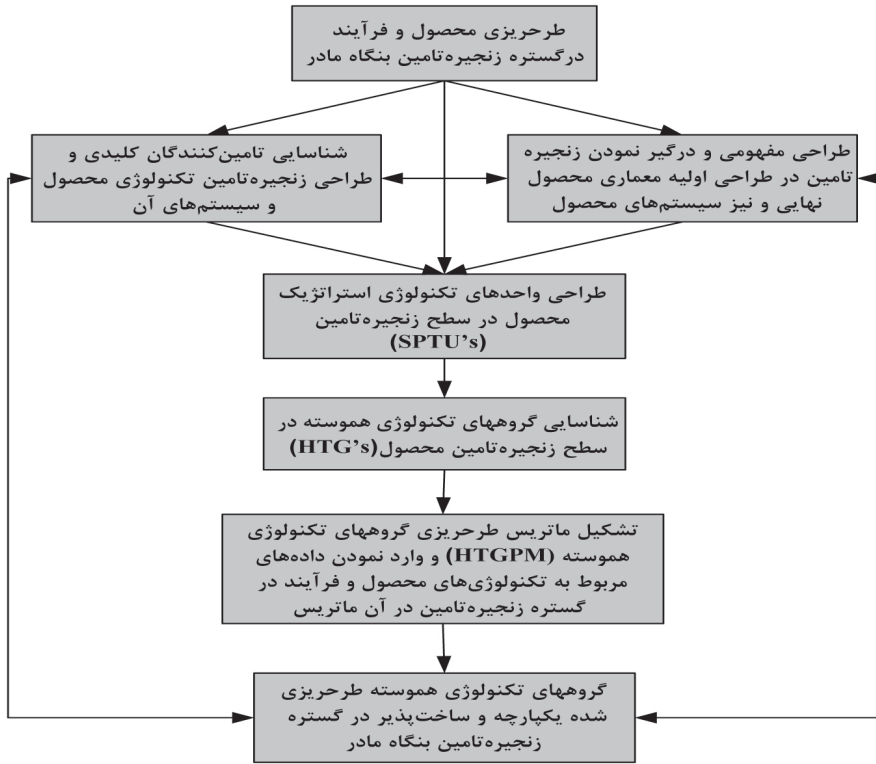 طرحریزی محصول و فرآیند
درگستره زنجیره‌تامین بنگاه مادر
طراحی مفهومی و درگیر نمودن زنجیره
تامین در طراحی اولیه معماری محصول
نهایی و نیز سیستم‌های محصول
شناسایی تامین‌کنندگان کلیدی و
طراحی زنجیره‌تامین تکنولوژی محصول
و سیستم‌های آن
طراحی واحدهای تکنولوژی استراتژیک
محصول در سطح زنجیره‌تامین
(SPTU’s)
شناسایی گروههای تکنولوژی هموسته در
سطح زنجیره‌تامین محصول(HTG’s)
تشکیل ماتریس طرحریزی گروههای تکنولوژی
هموسته (HTGPM) و وارد نمودن داده‌های
مربوط به تکنولوژی‌های محصول و فرآیند در
گستره زنجیره‌تامین در آن ماتریس
گروههای تکنولوژی هموسته طرحریزی
شده یکپارچه و ساخت‌پذیر در گستره
زنجیره‌تامین بنگاه مادر